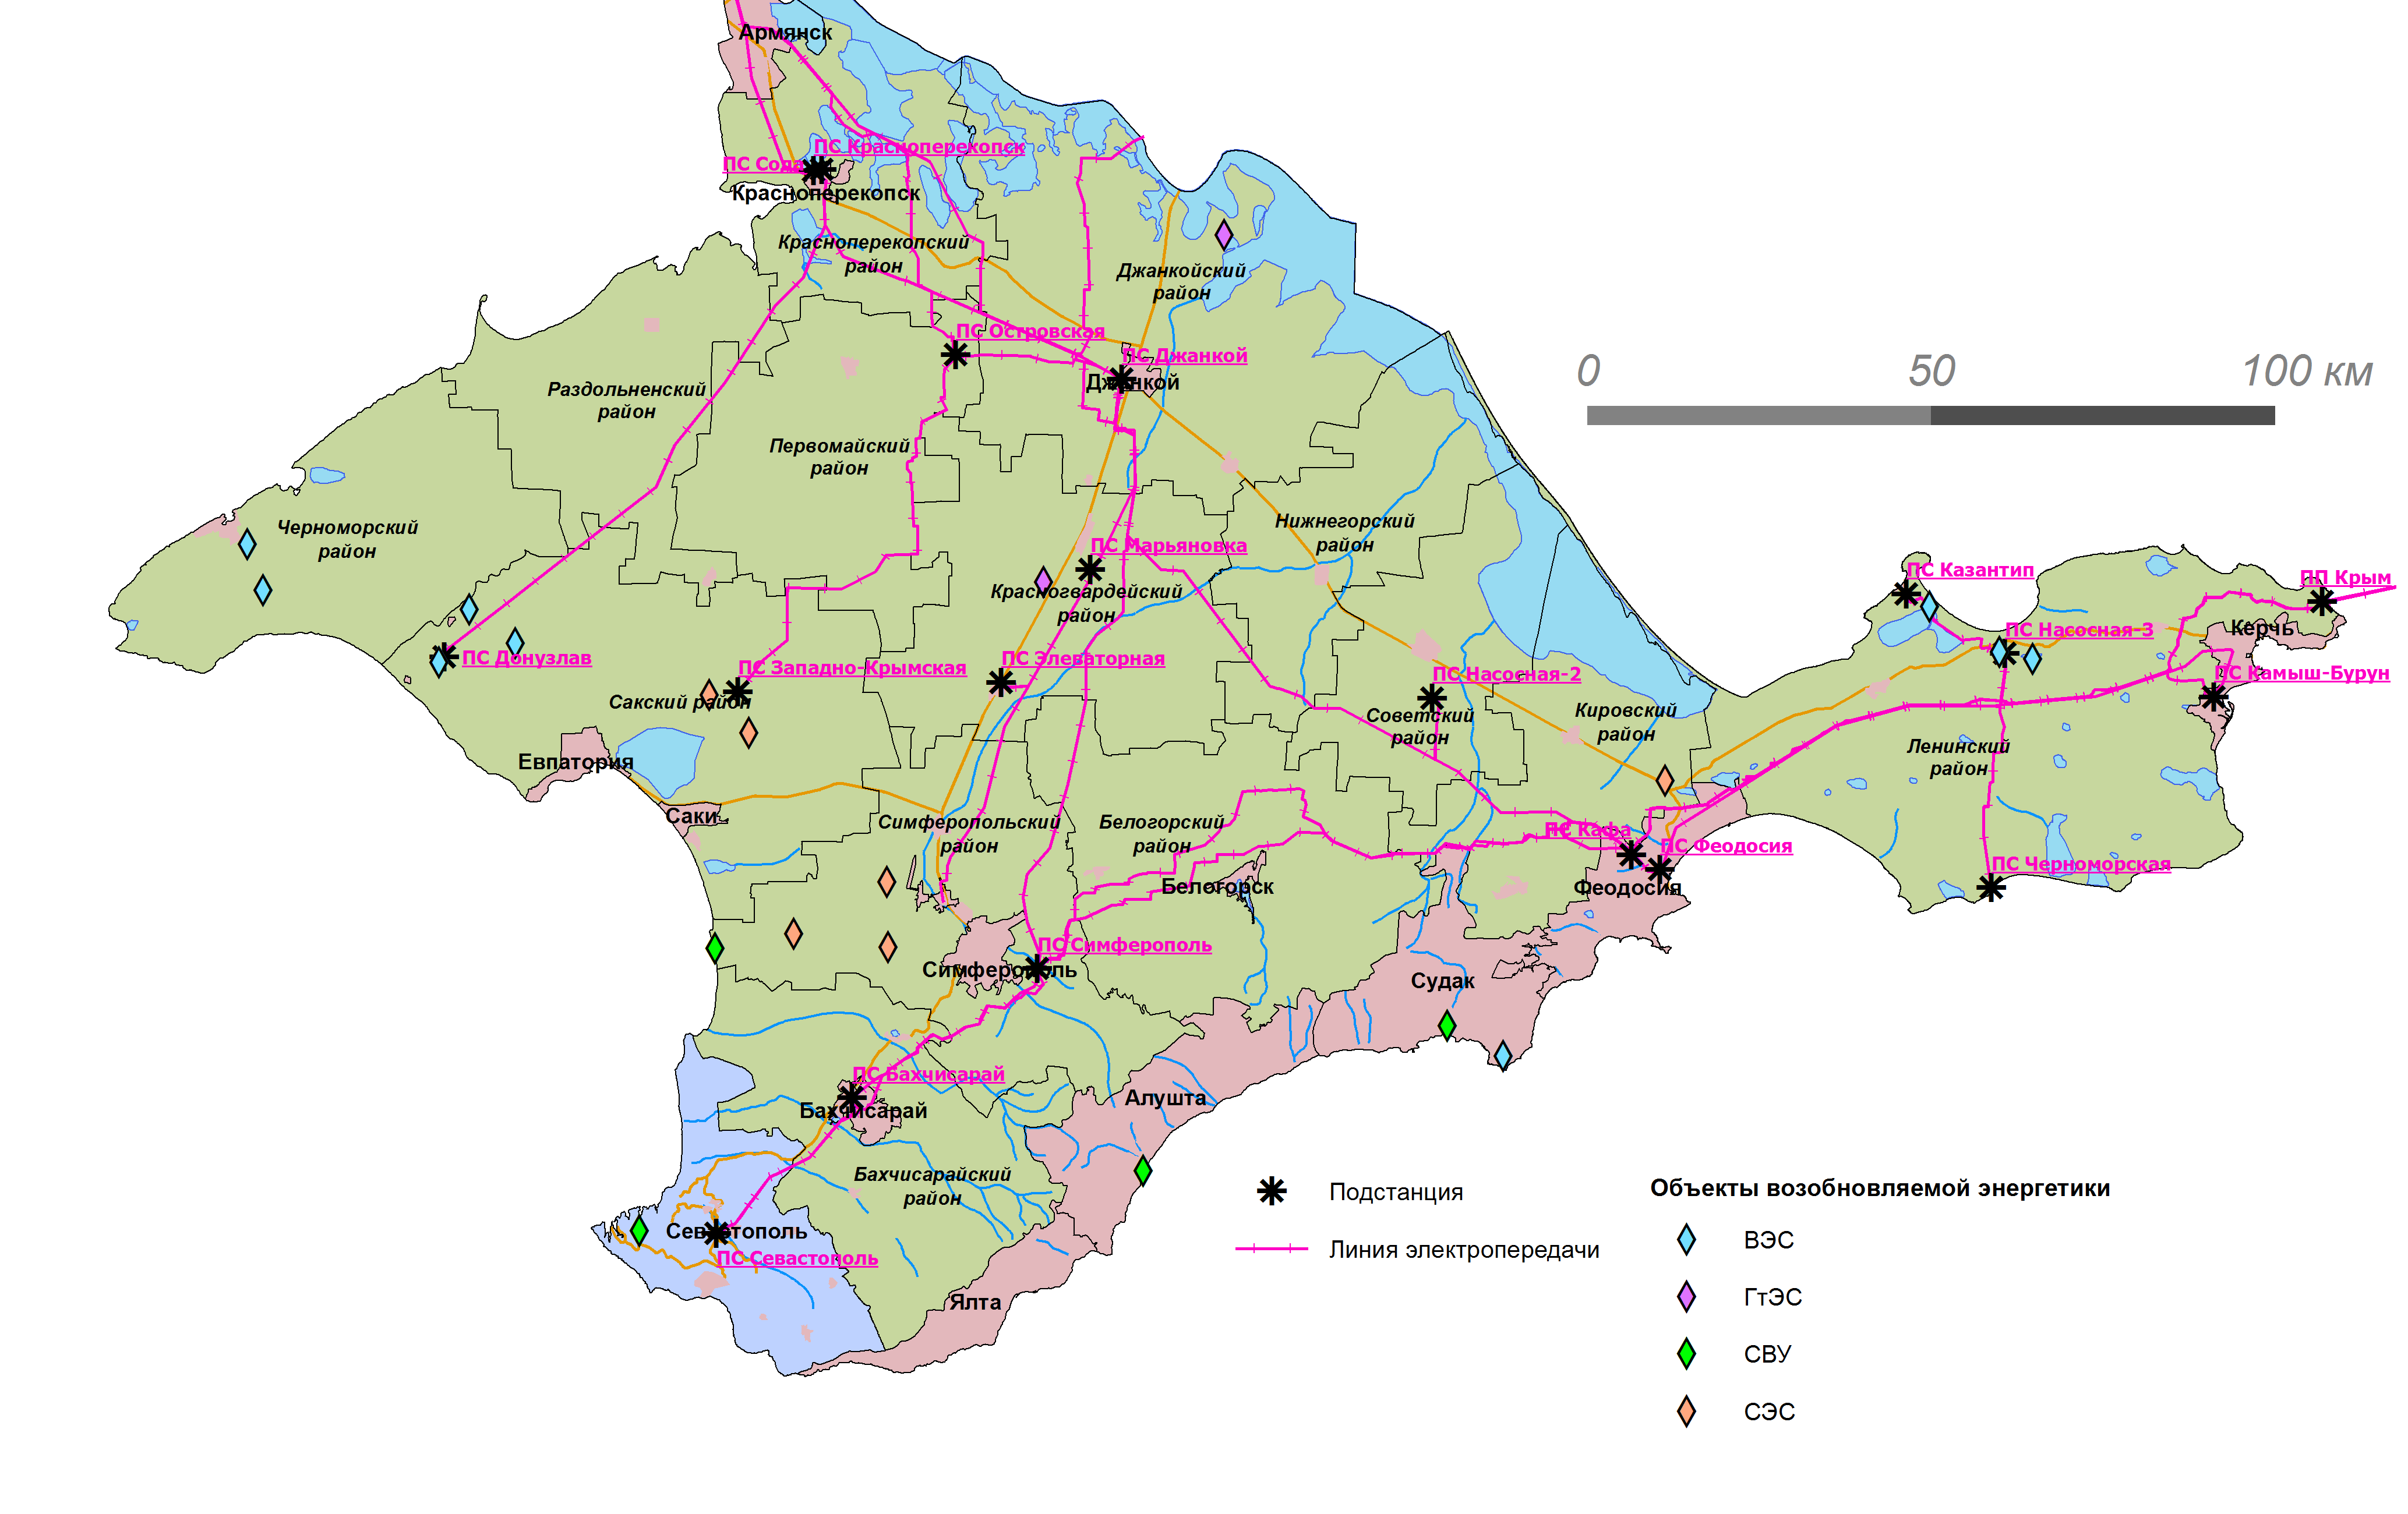 Армянск
ПС Красноперекопск
ПС Сода
Красноперекопск
Красноперекопский
район
Джанкойский
район
ПС Островская
ПС Джанкой
Джанкой
0 50 100 км
Раздольненский
район
Первомайский
район
Черноморский
район
Нижнегорский
район
ПС Марьяновка
Красногвардейский
район
ПС Казантип
ПП Крым
ПС Насосная-3
Керчь
ПС Донузлав
ПС Западно-Крымская
ПС Элеваторная
ПС Насосная-2
ПС Камыш-Бурун
Сакский район
Советский
район
Кировский
район
Ленинский
район
Евпатория
Саки
Симферопольский
район
Белогорский
район
ПС Кафа
ПС Феодосия
ПС Черноморская
Белогорск
Феодосия
ПС Симферополь
Симферополь
Судак
ПС Бахчисарай
Бахчисарай
Алушта
Бахчисарайский
район
Севастополь
ПС Севастополь
Ялта
Подстанция
Линия электропередачи
Объекты возобновляемой энергетики
ВЭС
ГтЭС
СВУ
СЭС